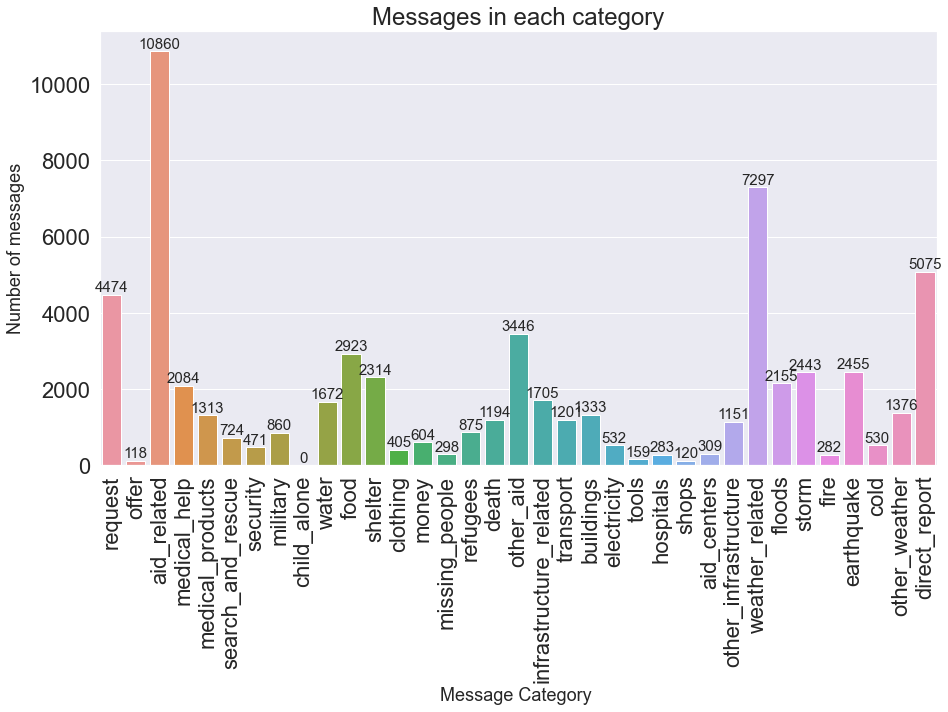 Messages in each category
Number of messages
10000
8000
6000
4000
2000
0
4474
118
10860
2084
1313
724
471
860
0
1672
2923
2314
405
604
298
875
1194
3446
1705
1333
532
159
283
120
309
1151
7297
2155
2443
282
2455
530
1376
5075
request
offer
aid_related
medical_help
medical_products
search_and_rescue
security
military
child_alone
water
food
shelter
clothing
money
missing_people
refugees
death
other_aid
infrastructure_related
transport
buildings
electricity
tools
hospitals
shops
aid_centers
other_infrastructure
weather_related
floods
storm
fire
earthquake
cold
other_weather
direct_report
Message Category